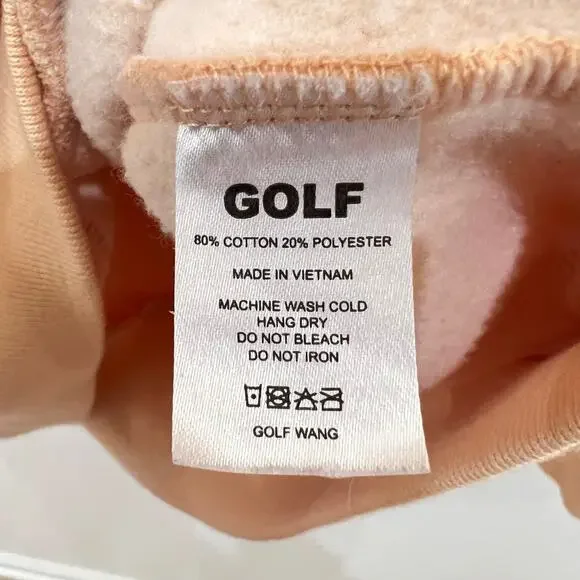 GOLF
80% COTTON 20% POLYESTER
MADE IN VIETNAM
MACHINE WASH COLD
HANG DRY
DO NOT BLEACH
DO NOT IRON
GOLF WANG